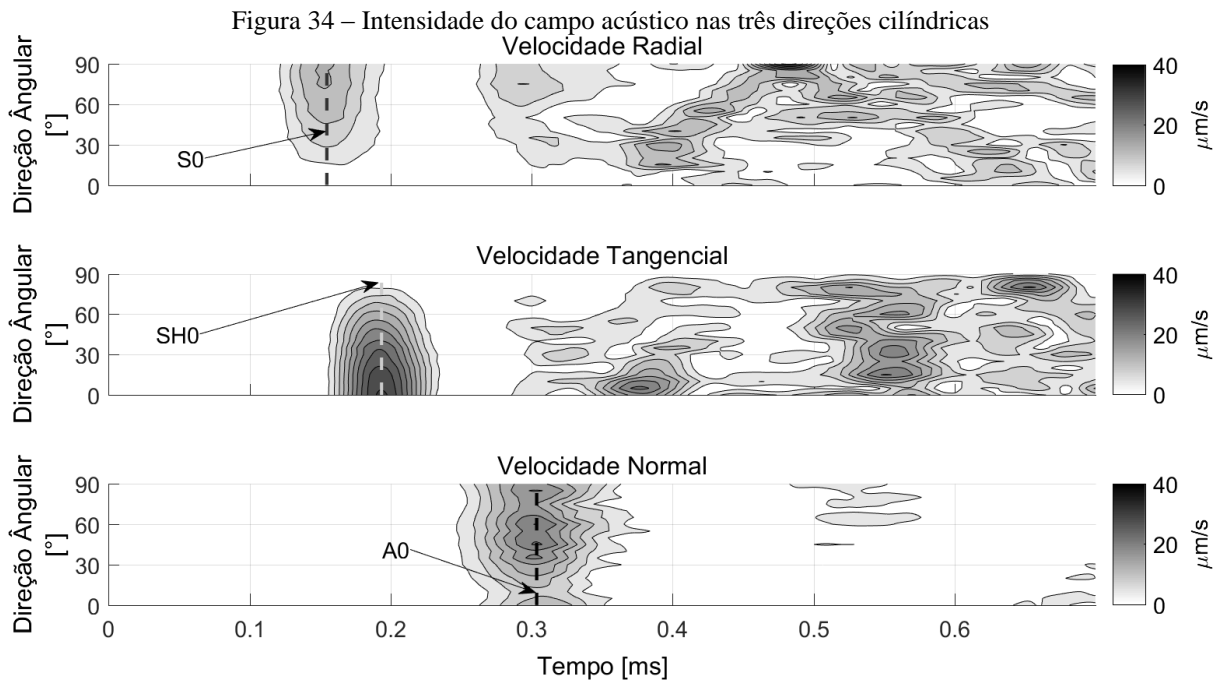 Figura 34 – Intensidade do campo acústico nas três direções cilíndricas
Velocidade Radial
Direção Ângular
[°]
90
60
30
0
S0
40
20
0
μm/s
Velocidade Tangencial
Direção Ângular
[°]
90
60
30
0
SH0
40
20
0
μm/s
Velocidade Normal
Direção Ângular
[°]
90
60
30
0
A0
40
20
0
μm/s
0 0.1 0.2 0.3 0.4 0.5 0.6
Tempo [ms]